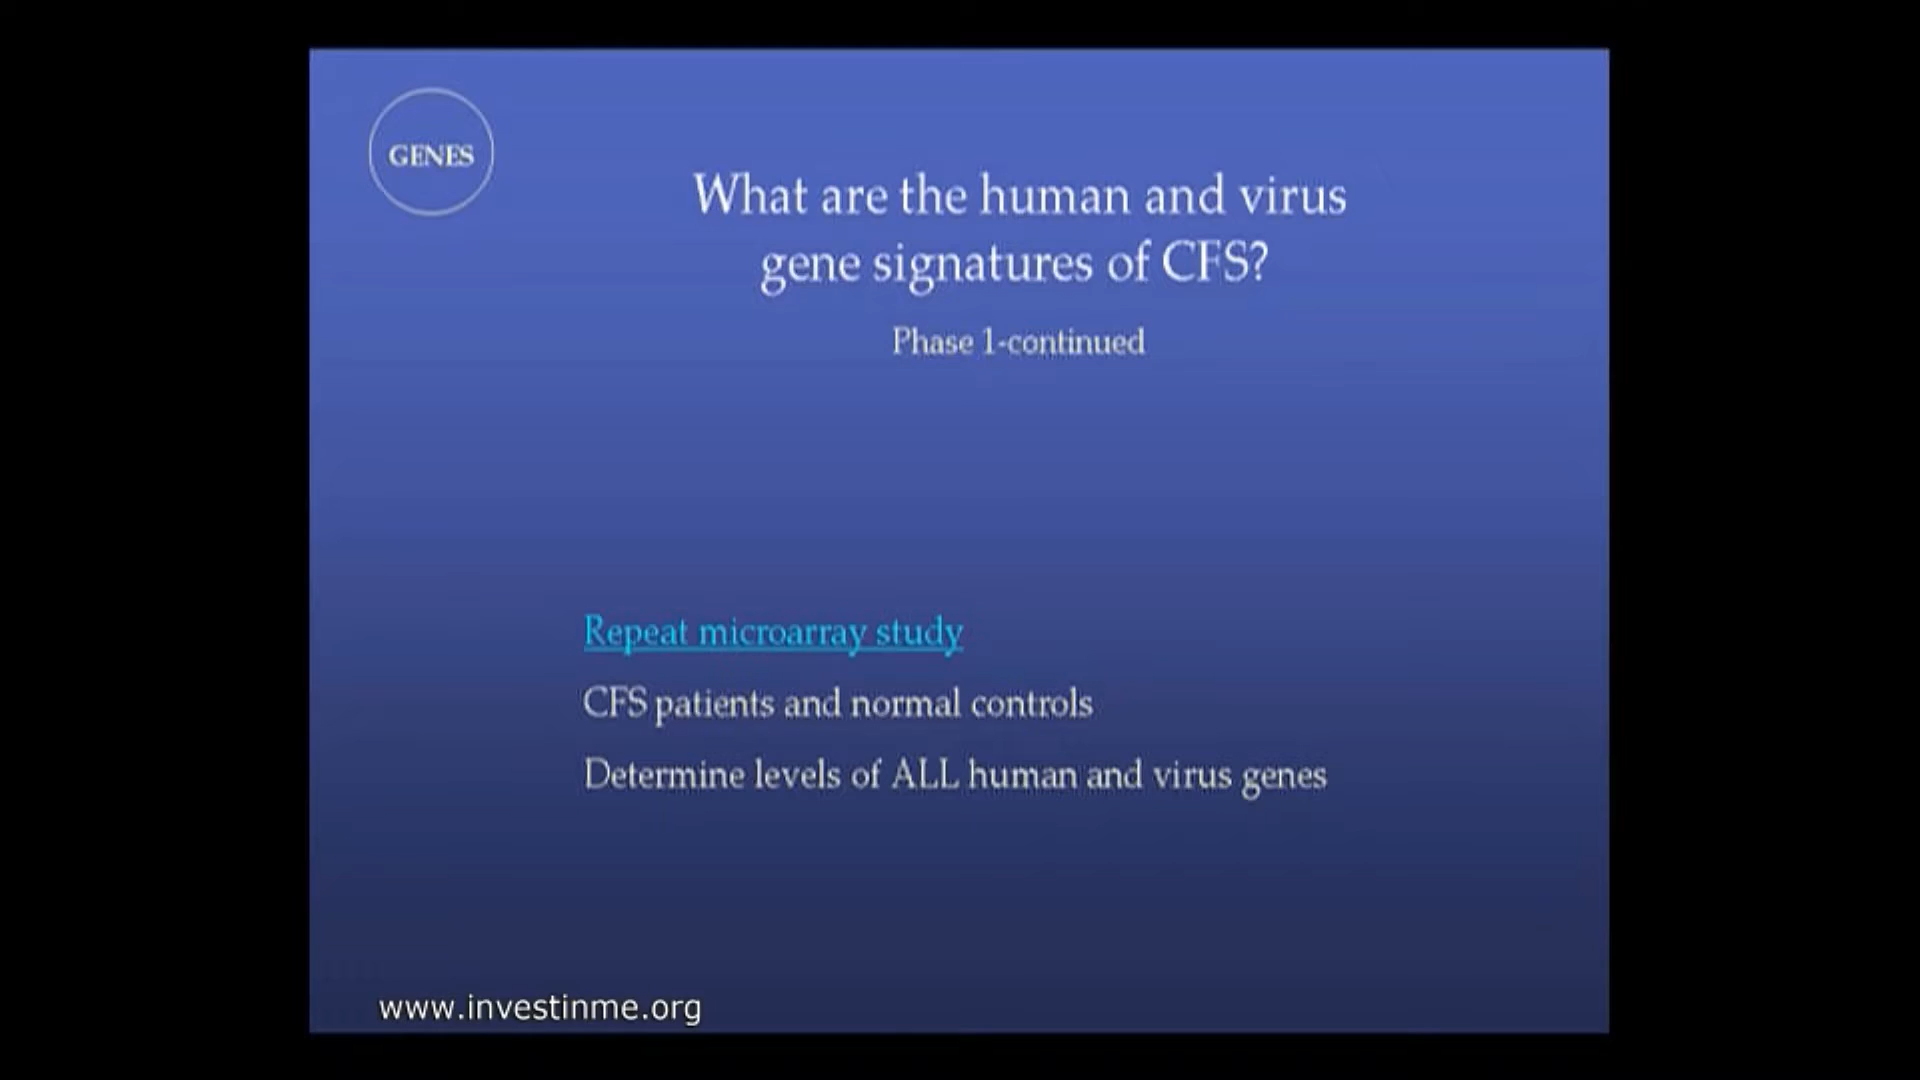 GENES
What are the human and virus
gene signatures of CFS?
Phase 1-continued
Repeat microarray study
CFS patients and normal controls
Determine levels of ALL human and virus genes
www.investinme.org